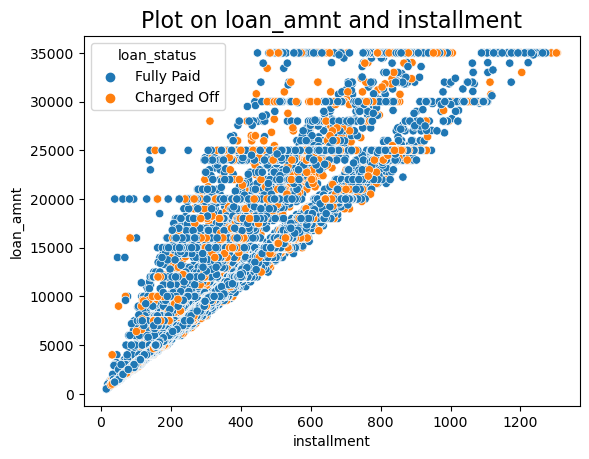 Plot on loan_amnt and installment
loan_status
Fully Paid
Charged Off
35000
30000
25000
20000
15000
10000
5000
0
loan_amnt
0 200 400 600 800 1000 1200
installment